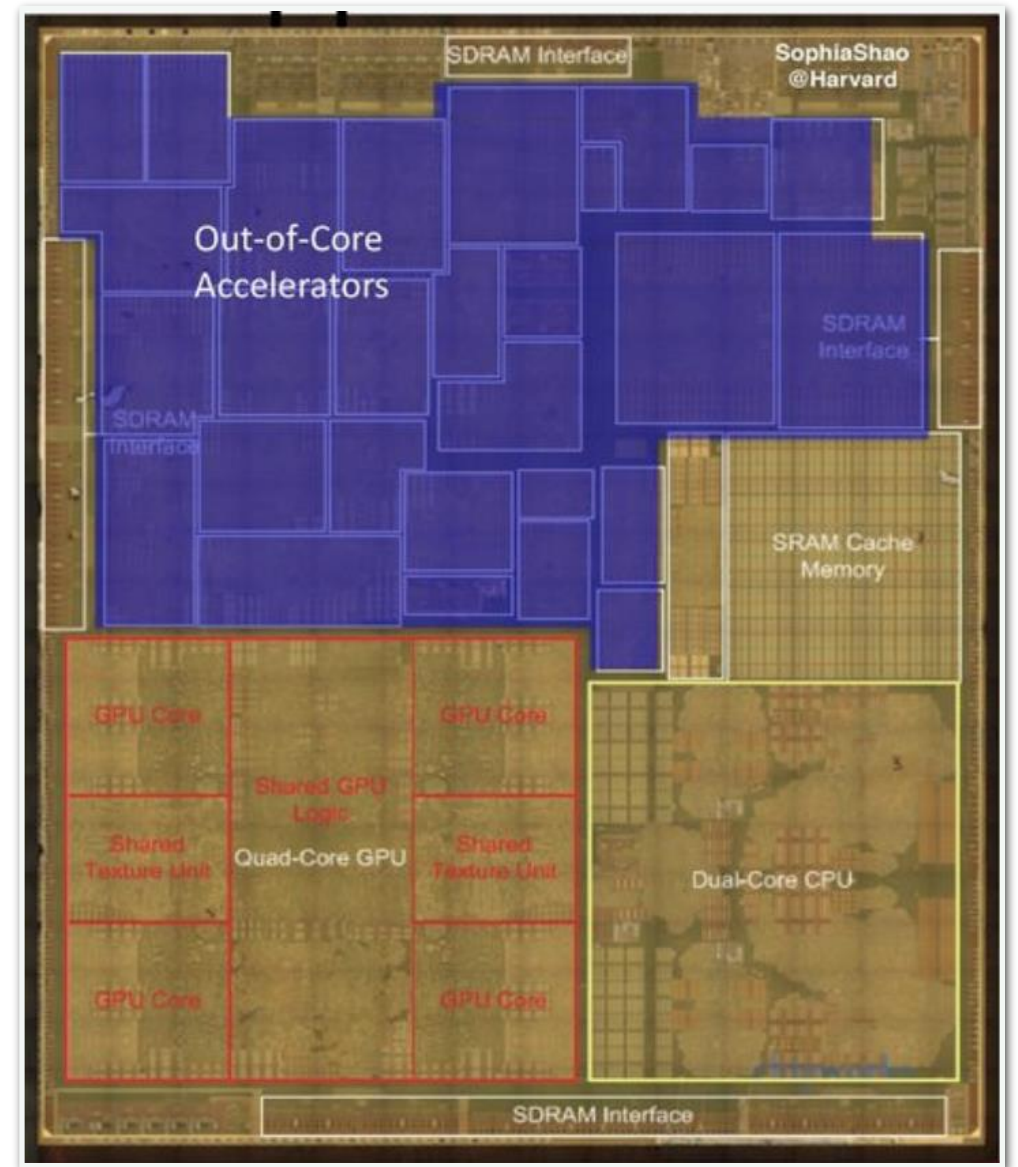 SDRAM Interface
SophiaShao
@Harvard
Out-of-Core
Accelerators
SDRAM
Interface
SDRAM
Interface
SRAM Cache
Memory
GPU Core
GPU Core
Shared GPU
Logic
Quad-Core GPU
Shared
Texture Unit
Shared
Texture Unit
Dual-Core CPU
GPU Core
GPU Core
SDRAM Interface